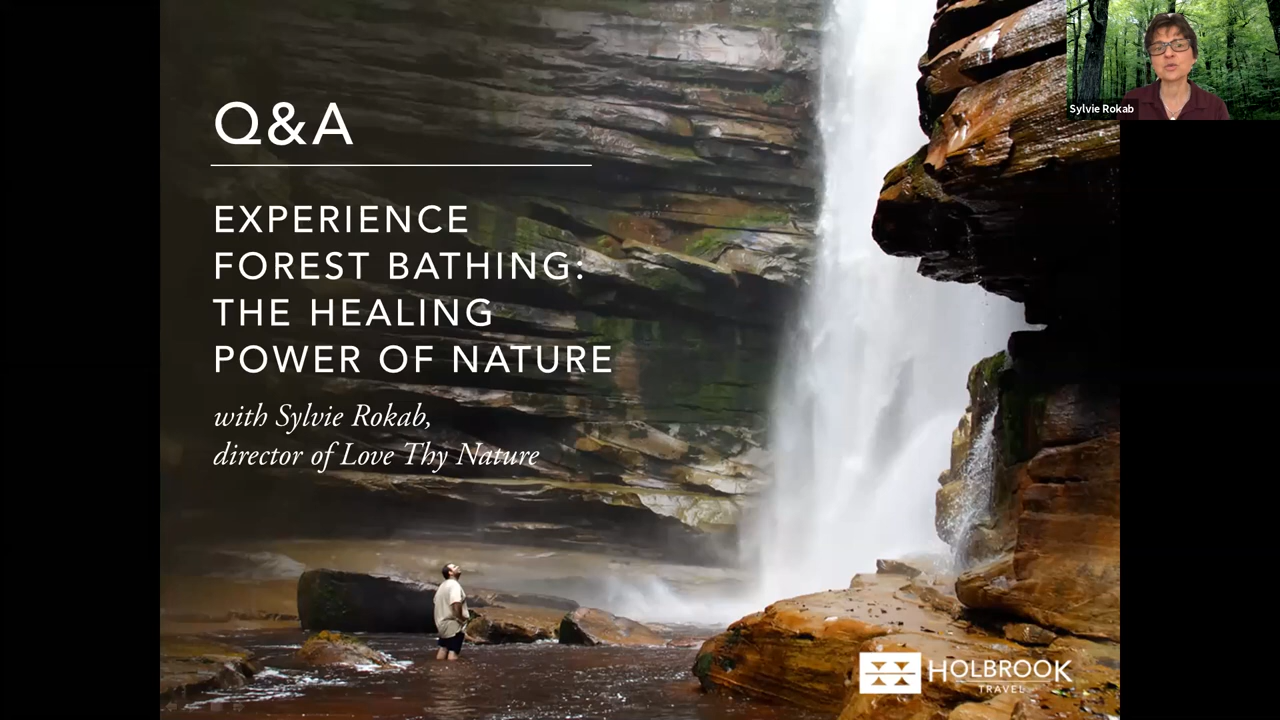 Q&A
EXPERIENCE
FOREST BATHING:
THE HEALING
POWER OF NATURE
with Sylvie Rokab,
director of Love Thy Nature
Sylvie Rokab
HOLBROOK
TRAVEL